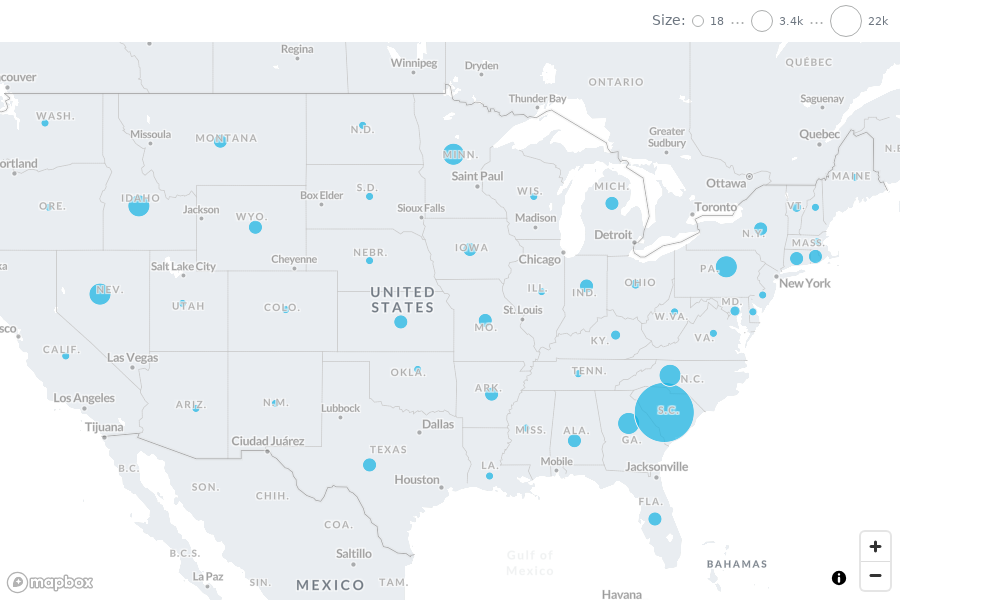 Size: 18 ... 3.4k ... 22k
Regina
Winnipeg
Dryden
QUÉBEC
ncouver
ONTARIO
Thunder Bay
Saguenay
WASH.
Missoula
MONTANA
N.D.
MINN.
Greater
Sudbury
Quebec
N.B
ortland
Saint Paul
Ottawa
MAINE
ORE.
IDAHO
Jackson
WYO.
Box Elder
S.D.
Sioux Falls
WIS.
Madison
MICH.
Toronto
VT.
Detroit
N.Y.
MASS.
ka
Salt Lake City
Cheyenne
NEBR.
IOWA
Chicago
PA.
New York
NEV.
UTAH
COLO.
UNITED
STATES
ILL.
IND.
OHIO
MD.
St. Louis
W.VA.
sco
MO.
KY.
VA.
CALIF.
Las Vegas
OKLA.
TENN.
N.C.
Los Angeles
ARIZ.
N.M.
Lubbock
ARK.
S.C.
Tijuana
Ciudad Juárez
Dallas
MISS.
ALA.
GA.
TEXAS
B.C.
Houston
LA.
Mobile
Jacksonville
SON.
CHIH.
FLA.
COA.
B.C.S.
Saltillo
Gulf of
Mexico
BAHAMAS
La Paz
SIN.
MEXICO
TAM.
Havana
mapbox